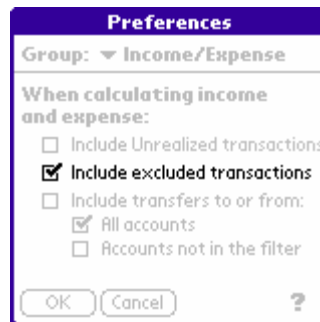 Preferences
Group: Income/Expense
When calculating income
and expense:
Include Unrealized transactions
Include excluded transactions
Include transfers to or from:
All accounts
Accounts not in the filter
OK Cancel ?